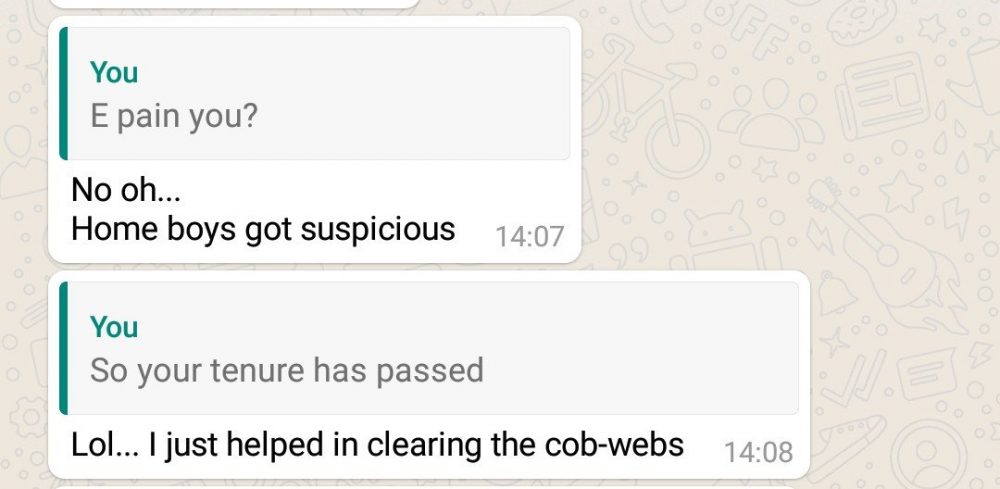 You
E pain you?
No oh...
Home boys got suspicious 14:07
You
So your tenure has passed
Lol... I just helped in clearing the cob-webs 14:08